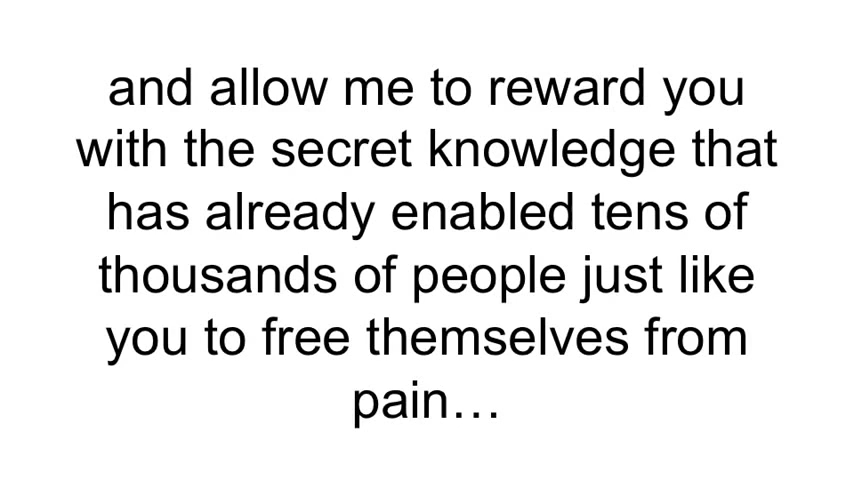 and allow me to reward you
with the secret knowledge that
has already enabled tens of
thousands of people just like
you to free themselves from
pain…